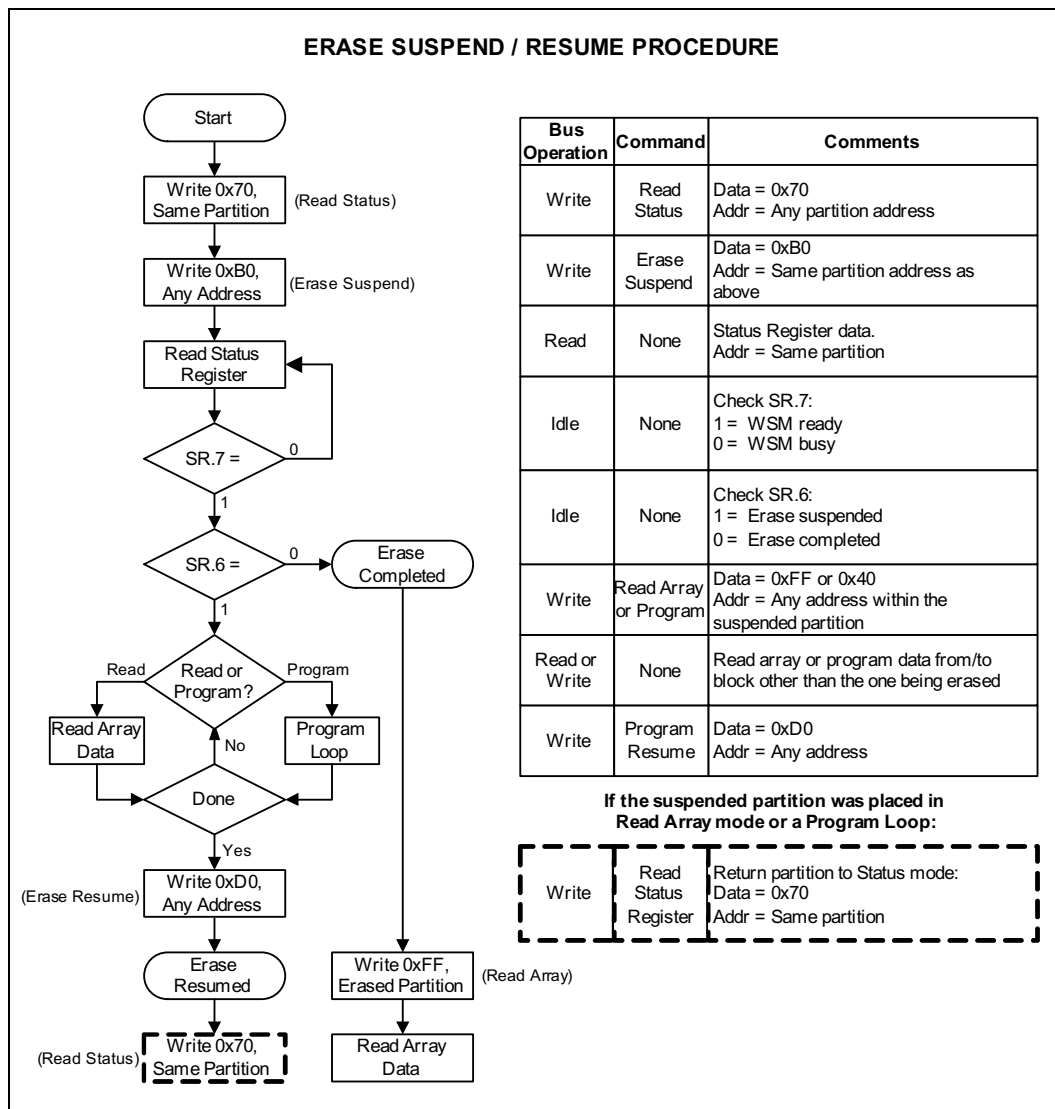 ERASE SUSPEND / RESUME PROCEDURE
Start
Write 0x70,
Same Partition
(Read Status)
Write 0xB0,
Any Address
(Erase Suspend)
Read Status
Register
SR.7 =
0
1
SR.6 =
0
Erase
Completed
1
Read
Read or
Program?
Program
Read Array
Data
No
Program
Loop
Done
Yes
(Erase Resume)
Write 0xD0,
Any Address
Erase
Resumed
Write 0xFF,
Erased Partition
(Read Array)
(Read Status)
Write 0x70,
Same Partition
Read Array
Data
Bus
Operation
Command
Comments
Write
Read
Status
Data = 0x70
Addr = Any partition address
Write
Erase
Suspend
Data = 0xB0
Addr = Same partition address as
above
Read
None
Status Register data.
Addr = Same partition
Idle
None
Check SR.7:
1 = WSM ready
0 = WSM busy
Idle
None
Check SR.6:
1 = Erase suspended
0 = Erase completed
Write
Read Array
or Program
Data = 0xFF or 0x40
Addr = Any address within the
suspended partition
Read or
Write
None
Read array or program data from/to
block other than the one being erased
Write
Program
Resume
Data = 0xD0
Addr = Any address
If the suspended partition was placed in
Read Array mode or a Program Loop:
Write
Read
Status
Register
Return partition to Status mode:
Data = 0x70
Addr = Same partition